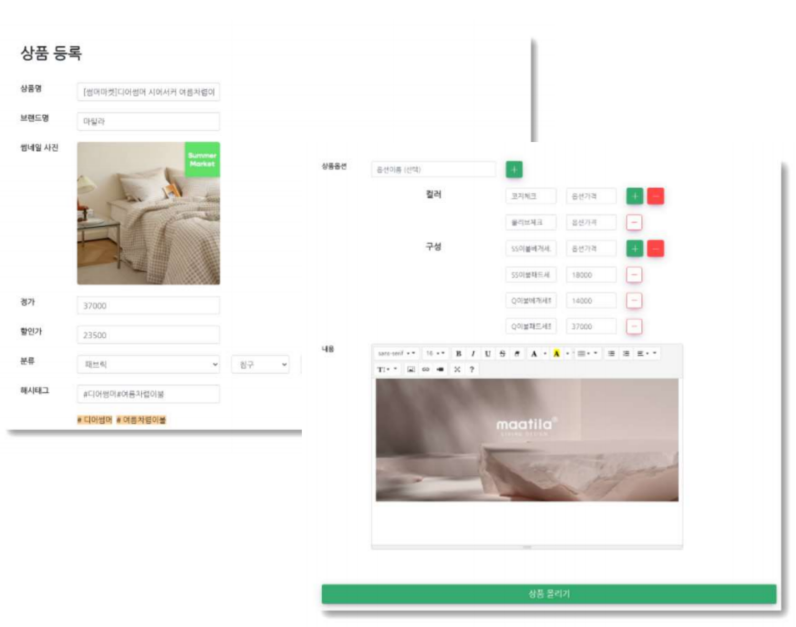 상품 등록
상품명
[썸머마켓]디어썸머 시어서커 여름차렵이
브랜드명
마틸라
썸네일 사진
Summer
Market
정가
37000
할인가
23500
분류
패브릭
침구
해시태그
#디어썸머#여름차렵이불
# 디어썸머 # 여름차렵이불
상품옵션
옵션이름 (선택)
컬러
코지체크
옵션가격
올리브체크
옵션가격
구성
SS이불베개세
옵션가격
SS이불패드세
18000
Q이불베개세트
14000
Q이불패드세트
37000
내용
sans-serif
16
B I U S
A
A
T
?
maatila
상품 올리기